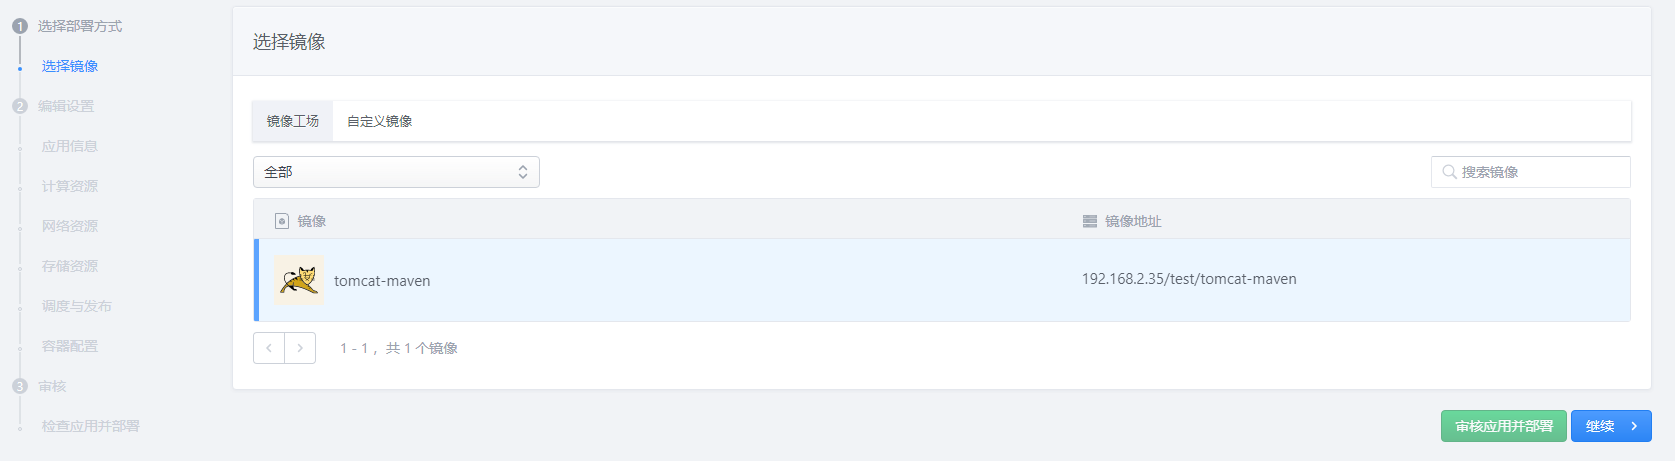 1 选择部署方式
选择镜像
2 编辑设置
应用信息
计算资源
网络资源
存储资源
调度与发布
容器配置
3 审核
检查应用并部署
选择镜像
镜像工场 自定义镜像
全部 搜索镜像
镜像 镜像地址
tomcat-maven 192.168.2.35/test/tomcat-maven
1 - 1 ，共 1 个镜像
审核应用并部署 继续